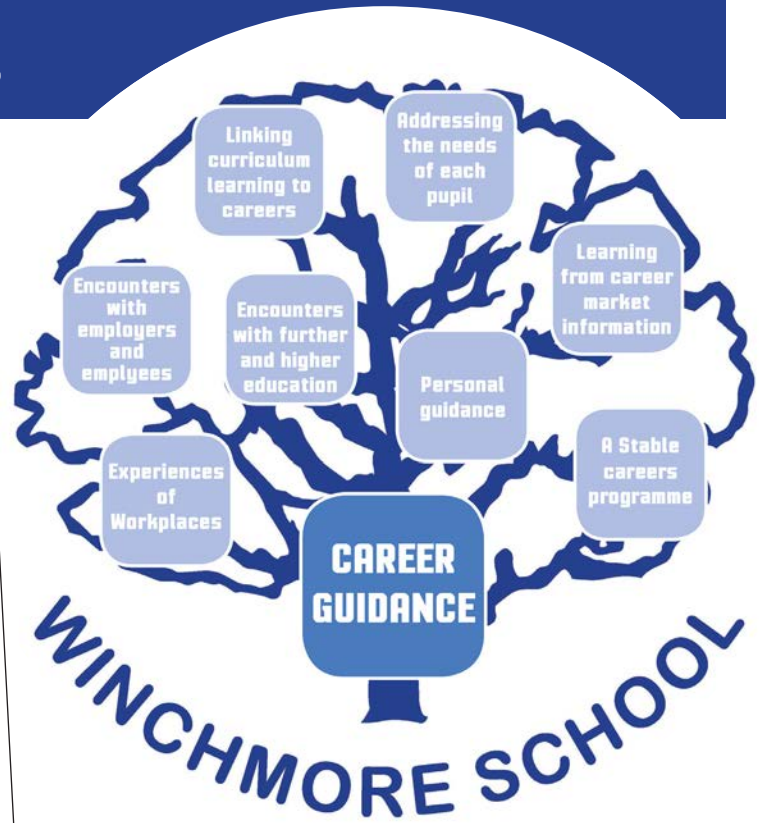 Linking
curriculum
learning to
careers
Addressing
the needs
of each
pupil
Learning
from career
market
information
Encounters
with
employers
and
emplyees
Encounters
with further
and higher
education
Personal
guidance
A Stable
careers
programme
Experiences
of
Workplaces
CAREER
GUIDANCE
WINCHMORE SCHOOL